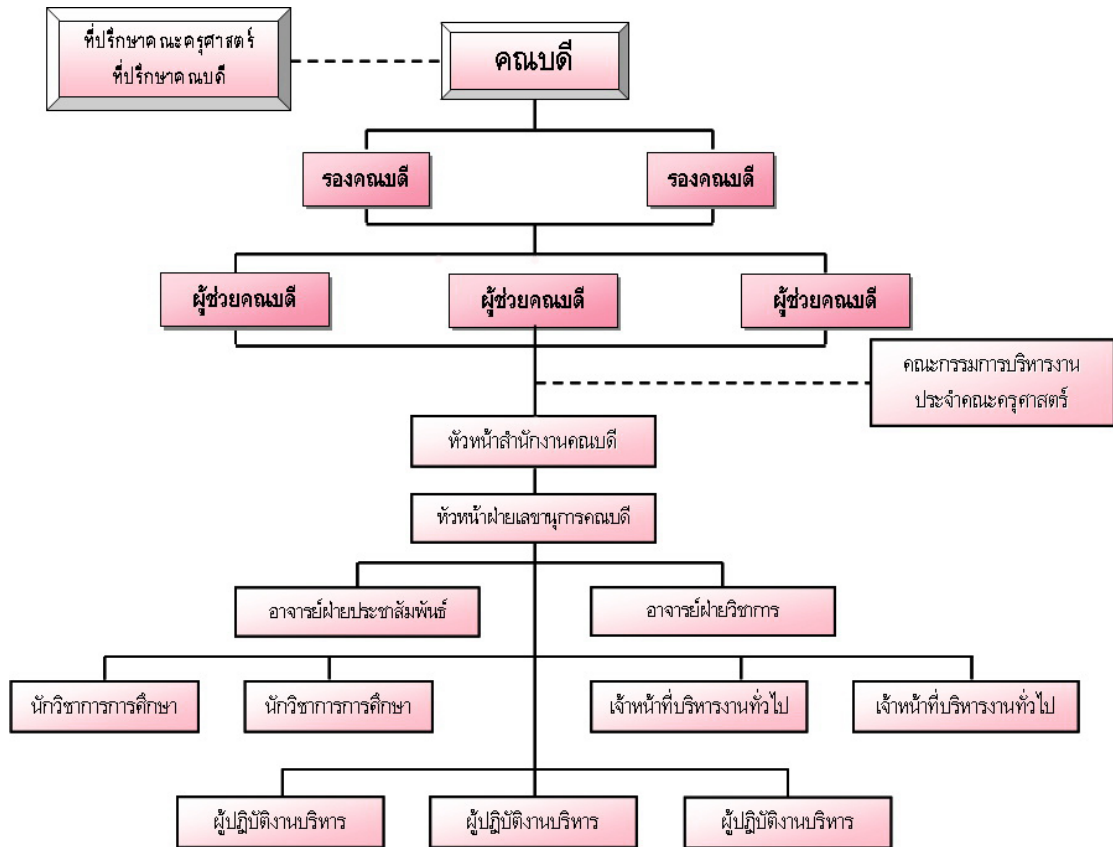 ที่ปรึกษาคณะครุศาสตร์
ที่ปรึกษาคณบดี
คณบดี
รองคณบดี
รองคณบดี
ผู้ช่วยคณบดี
ผู้ช่วยคณบดี
ผู้ช่วยคณบดี
คณะกรรมการบริหารงาน
ประจำคณะครุศาสตร์
หัวหน้าสำนักงานคณบดี
หัวหน้าฝ่ายเลขานุการคณบดี
อาจารย์ฝ่ายประชาสัมพันธ์
อาจารย์ฝ่ายวิชาการ
นักวิชาการการศึกษา
นักวิชาการการศึกษา
เจ้าหน้าที่บริหารงานทั่วไป
เจ้าหน้าที่บริหารงานทั่วไป
ผู้ปฏิบัติงานบริหาร
ผู้ปฏิบัติงานบริหาร
ผู้ปฏิบัติงานบริหาร